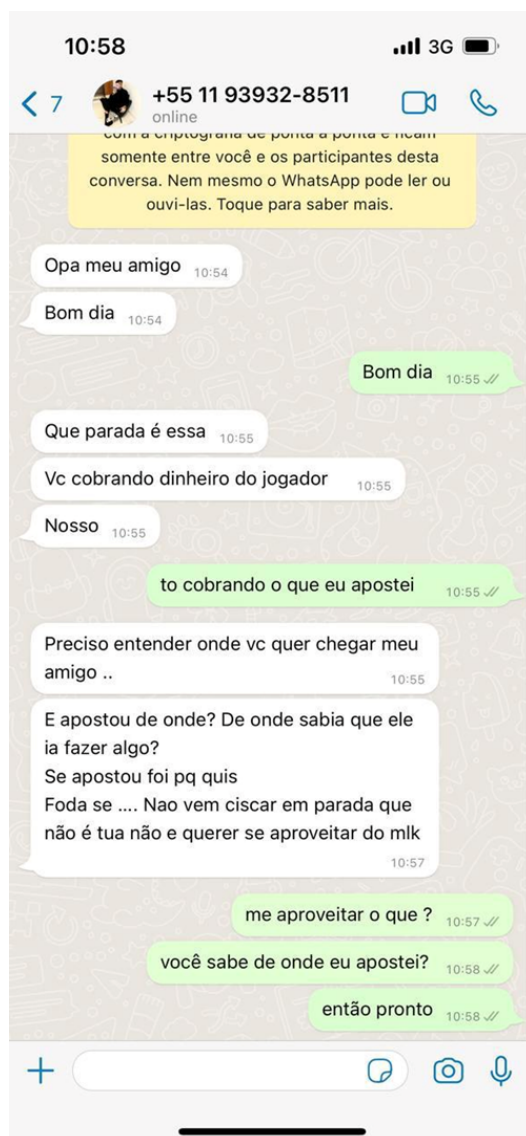 10:58
3G
7
+55 11 93932-8511
online
com a criptografia de ponta a ponta e ficam
somente entre você e os participantes desta
conversa. Nem mesmo o WhatsApp pode ler ou
ouvi-las. Toque para saber mais.
Opa meu amigo 10:54
Bom dia 10:54
Bom dia 10:55
Que parada é essa 10:55
Vc cobrando dinheiro do jogador 10:55
Nosso 10:55
to cobrando o que eu apostei 10:55
Preciso entender onde vc quer chegar meu
amigo .. 10:55
E apostou de onde? De onde sabia que ele
ia fazer algo?
Se apostou foi pq quis
Foda se .... Nao vem ciscar em parada que
não é tua não e querer se aproveitar do mlk
10:57
me aproveitar o que ? 10:57
você sabe de onde eu apostei? 10:58
então pronto 10:58